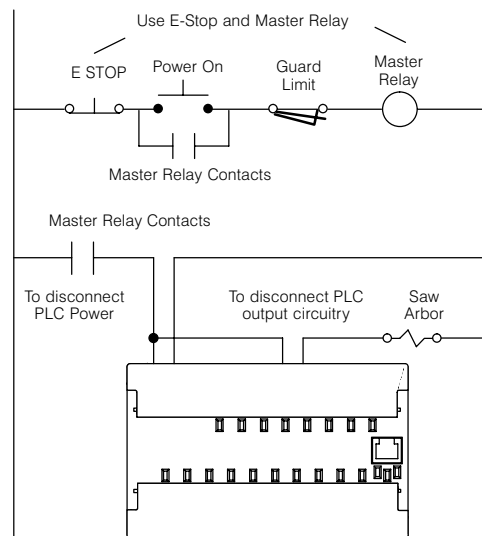 Use E-Stop and Master Relay
E STOP
Power On
Guard
Limit
Master
Relay
Master Relay Contacts
Master Relay Contacts
To disconnect
PLC Power
To disconnect PLC
output circuitry
Saw
Arbor